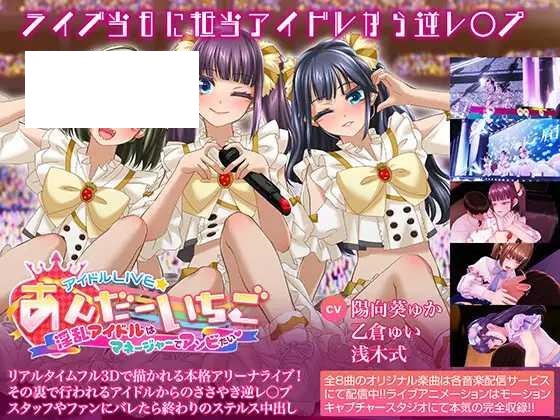 ライブ当日に担当アイドルから逆レ〇プ
アイドルLIVE
あんだーいちご
淫乱アイドルは
マネージャーでアンビたい
CV
陽向葵ゅか
乙倉ゅい
浅木式
リアルタイムフル3Dで描かれる本格アリーナライブ！
その裏で行われるアイドルからのささやき逆レ〇プ
スタッフやファンにバレたら終わりのステルス中出し
全8曲のオリジナル楽曲は各音楽配信サービス
にて配信中!!ライブアニメーションはモーション
キャプチャースタジオにて本気の完全収録!!